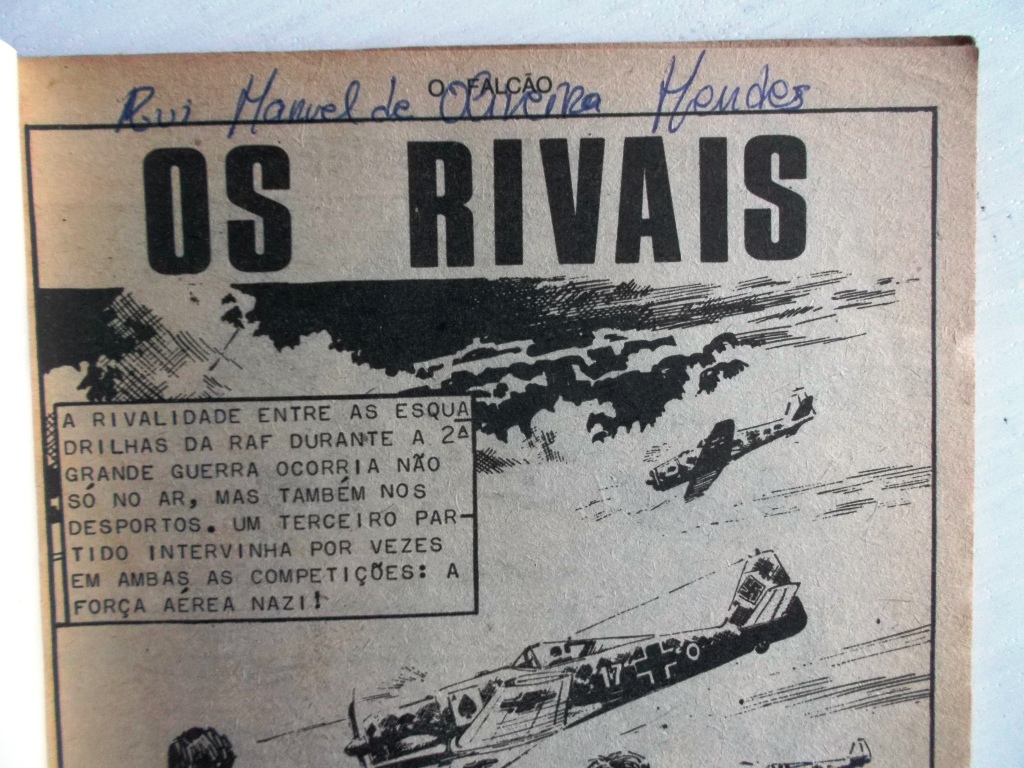 O FALCÃO
Rui Manuel de Oliveira Mendes
OS RIVAIS
A RIVALIDADE ENTRE AS ESQUA
DRILHAS DA RAF DURANTE A 2ª
GRANDE GUERRA OCORRIA NÃO
SÓ NO AR, MAS TAMBÉM NOS
DESPORTOS. UM TERCEIRO PAR-
TIDO INTERVINHA POR VEZES
EM AMBAS AS COMPETIÇÕES: A
FORÇA AÉREA NAZI!
17 O